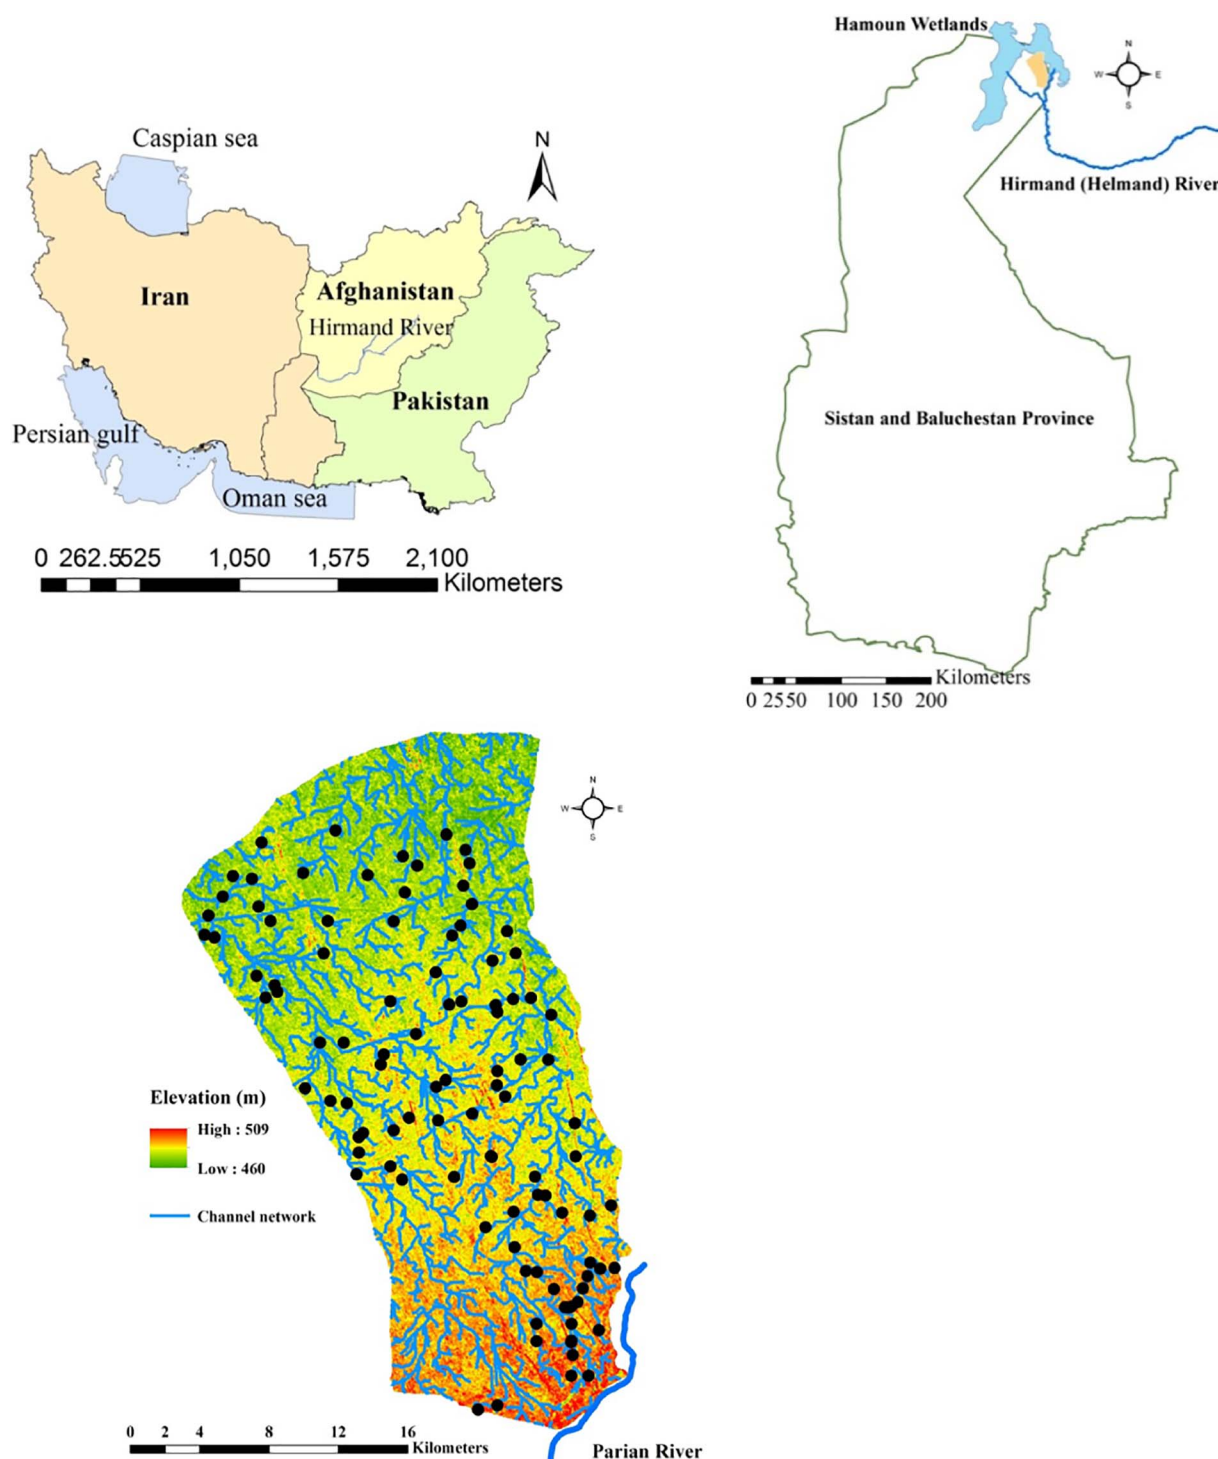 Caspian sea
N
Iran
Afghanistan
Hirmand River
Pakistan
Persian gulf
Oman sea
0 262.5525 1,050 1,575 2,100
Kilometers
Hamoun Wetlands
N
W E
S
Hirmand (Helmand) River
Sistan and Baluchestan Province
Kilometers
0 2550 100 150 200
N
W E
S
Elevation (m)
High : 509
Low : 460
Channel network
0 2 4 8 12 16
Kilometers
Parian River